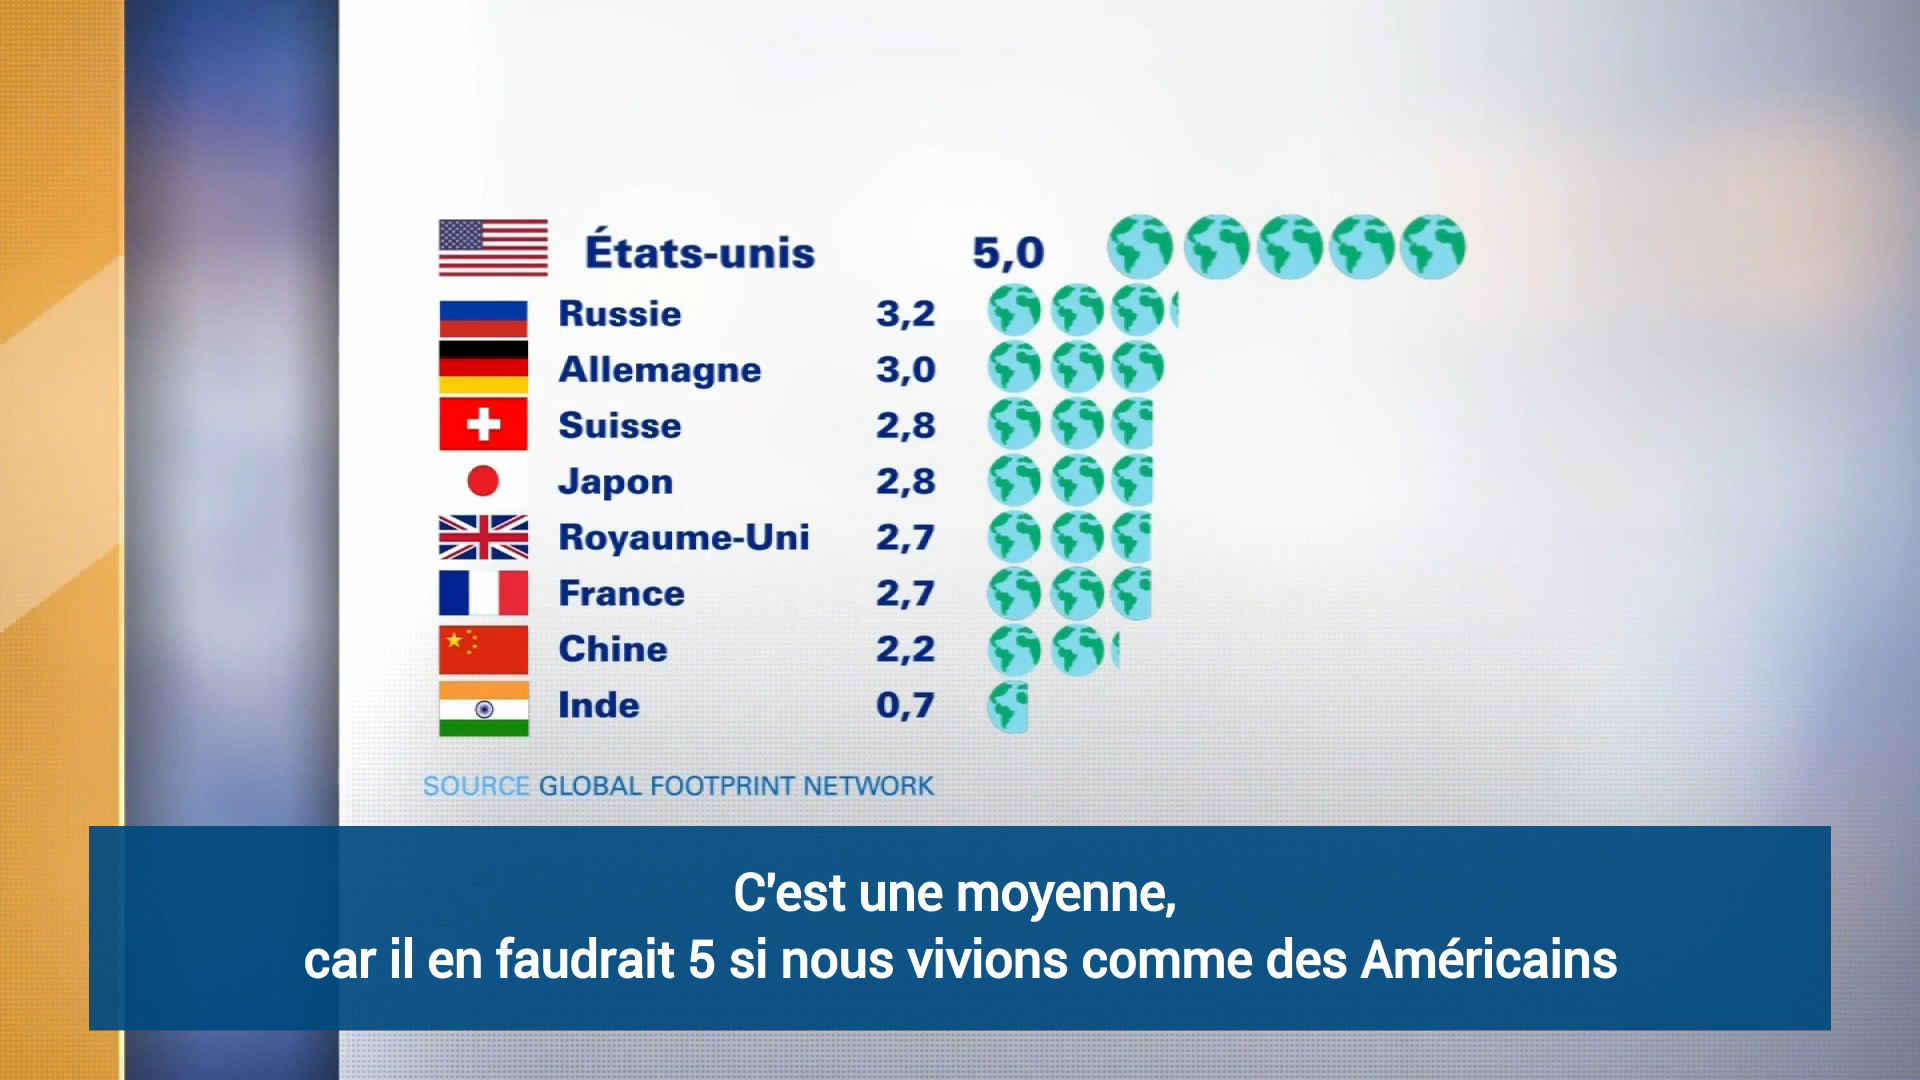 États-unis 5,0
Russie 3,2
Allemagne 3,0
Suisse 2,8
Japon 2,8
Royaume-Uni 2,7
France 2,7
Chine 2,2
Inde 0,7
SOURCE GLOBAL FOOTPRINT NETWORK
C'est une moyenne,
car il en faudrait 5 si nous vivions comme des Américains